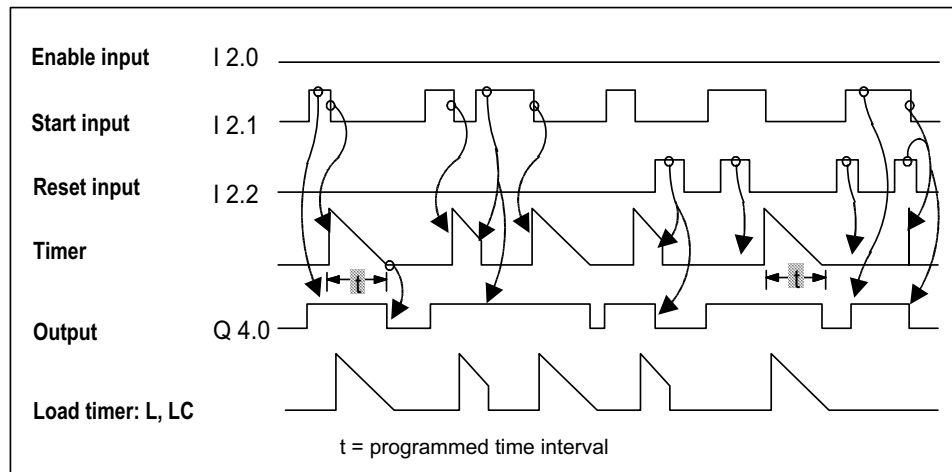 Enable input I 2.0
Start input I 2.1
Reset input I 2.2
Timer
t t
Output Q 4.0
Load timer: L, LC
t = programmed time interval